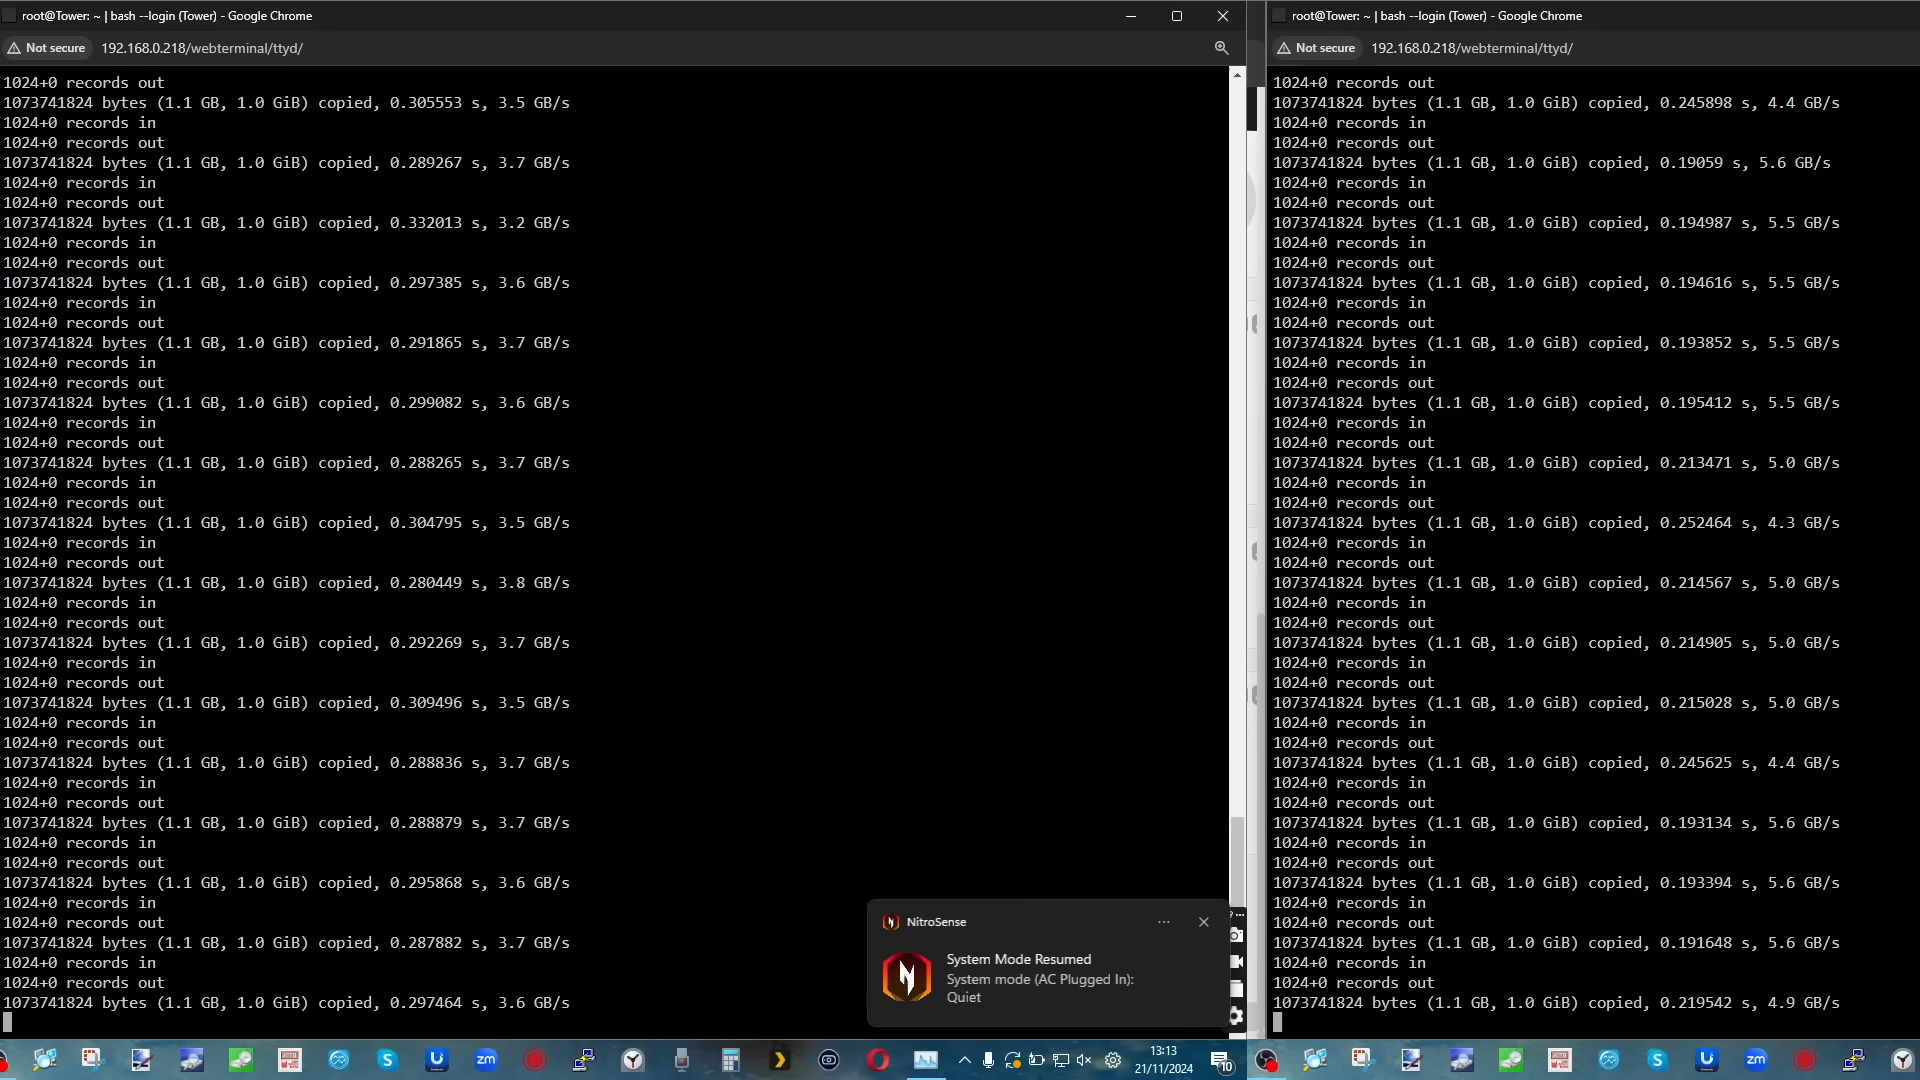 root@Tower: ~ | bash --login (Tower) - Google Chrome
Not secure 192.168.0.218/webterminal/ttyd/
1024+0 records out
1073741824 bytes (1.1 GB, 1.0 GiB) copied, 0.305553 s, 3.5 GB/s
1024+0 records in
1024+0 records out
1073741824 bytes (1.1 GB, 1.0 GiB) copied, 0.289267 s, 3.7 GB/s
1024+0 records in
1024+0 records out
1073741824 bytes (1.1 GB, 1.0 GiB) copied, 0.332013 s, 3.2 GB/s
1024+0 records in
1024+0 records out
1073741824 bytes (1.1 GB, 1.0 GiB) copied, 0.297385 s, 3.6 GB/s
1024+0 records in
1024+0 records out
1073741824 bytes (1.1 GB, 1.0 GiB) copied, 0.291865 s, 3.7 GB/s
1024+0 records in
1024+0 records out
1073741824 bytes (1.1 GB, 1.0 GiB) copied, 0.299082 s, 3.6 GB/s
1024+0 records in
1024+0 records out
1073741824 bytes (1.1 GB, 1.0 GiB) copied, 0.288265 s, 3.7 GB/s
1024+0 records in
1024+0 records out
1073741824 bytes (1.1 GB, 1.0 GiB) copied, 0.304795 s, 3.5 GB/s
1024+0 records in
1024+0 records out
1073741824 bytes (1.1 GB, 1.0 GiB) copied, 0.280449 s, 3.8 GB/s
1024+0 records in
1024+0 records out
1073741824 bytes (1.1 GB, 1.0 GiB) copied, 0.292269 s, 3.7 GB/s
1024+0 records in
1024+0 records out
1073741824 bytes (1.1 GB, 1.0 GiB) copied, 0.309496 s, 3.5 GB/s
1024+0 records in
1024+0 records out
1073741824 bytes (1.1 GB, 1.0 GiB) copied, 0.288836 s, 3.7 GB/s
1024+0 records in
1024+0 records out
1073741824 bytes (1.1 GB, 1.0 GiB) copied, 0.288879 s, 3.7 GB/s
1024+0 records in
1024+0 records out
1073741824 bytes (1.1 GB, 1.0 GiB) copied, 0.295868 s, 3.6 GB/s
1024+0 records in
1024+0 records out
1073741824 bytes (1.1 GB, 1.0 GiB) copied, 0.287882 s, 3.7 GB/s
1024+0 records in
1024+0 records out
1073741824 bytes (1.1 GB, 1.0 GiB) copied, 0.297464 s, 3.6 GB/s
NitroSense
System Mode Resumed
System mode (AC Plugged In):
Quiet
zm
13:13
21/11/2024
10
root@Tower: ~ | bash --login (Tower) - Google Chrome
Not secure 192.168.0.218/webterminal/ttyd/
1024+0 records out
1073741824 bytes (1.1 GB, 1.0 GiB) copied, 0.245898 s, 4.4 GB/s
1024+0 records in
1024+0 records out
1073741824 bytes (1.1 GB, 1.0 GiB) copied, 0.19059 s, 5.6 GB/s
1024+0 records in
1024+0 records out
1073741824 bytes (1.1 GB, 1.0 GiB) copied, 0.194987 s, 5.5 GB/s
1024+0 records in
1024+0 records out
1073741824 bytes (1.1 GB, 1.0 GiB) copied, 0.194616 s, 5.5 GB/s
1024+0 records in
1024+0 records out
1073741824 bytes (1.1 GB, 1.0 GiB) copied, 0.193852 s, 5.5 GB/s
1024+0 records in
1024+0 records out
1073741824 bytes (1.1 GB, 1.0 GiB) copied, 0.195412 s, 5.5 GB/s
1024+0 records in
1024+0 records out
1073741824 bytes (1.1 GB, 1.0 GiB) copied, 0.213471 s, 5.0 GB/s
1024+0 records in
1024+0 records out
1073741824 bytes (1.1 GB, 1.0 GiB) copied, 0.252464 s, 4.3 GB/s
1024+0 records in
1024+0 records out
1073741824 bytes (1.1 GB, 1.0 GiB) copied, 0.214567 s, 5.0 GB/s
1024+0 records in
1024+0 records out
1073741824 bytes (1.1 GB, 1.0 GiB) copied, 0.214905 s, 5.0 GB/s
1024+0 records in
1024+0 records out
1073741824 bytes (1.1 GB, 1.0 GiB) copied, 0.215028 s, 5.0 GB/s
1024+0 records in
1024+0 records out
1073741824 bytes (1.1 GB, 1.0 GiB) copied, 0.245625 s, 4.4 GB/s
1024+0 records in
1024+0 records out
1073741824 bytes (1.1 GB, 1.0 GiB) copied, 0.193134 s, 5.6 GB/s
1024+0 records in
1024+0 records out
1073741824 bytes (1.1 GB, 1.0 GiB) copied, 0.193394 s, 5.6 GB/s
1024+0 records in
1024+0 records out
1073741824 bytes (1.1 GB, 1.0 GiB) copied, 0.191648 s, 5.6 GB/s
1024+0 records in
1024+0 records out
1073741824 bytes (1.1 GB, 1.0 GiB) copied, 0.219542 s, 4.9 GB/s
zm